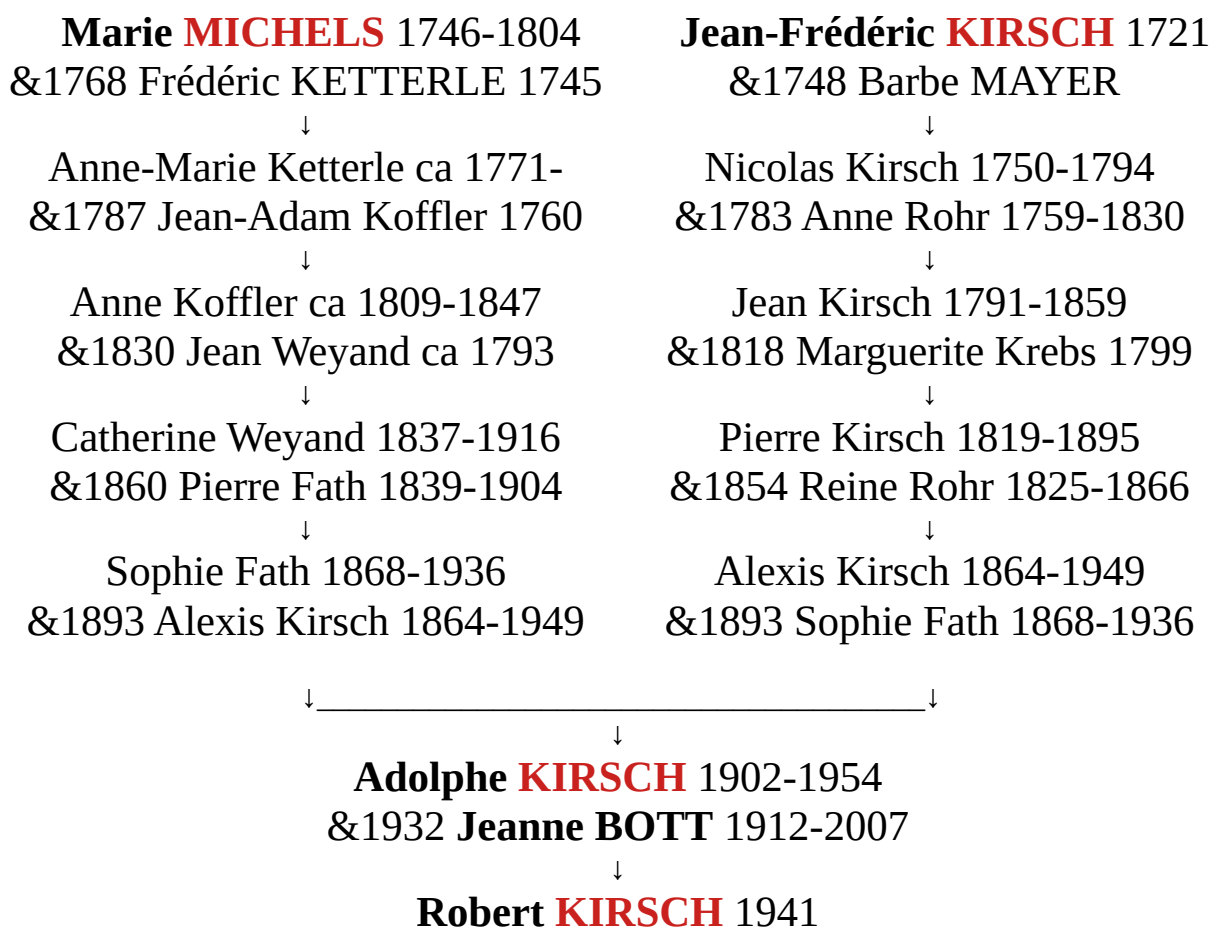 Marie MICHELS 1746-1804
&1768 Frédéric KETTERLE 1745
↓
Anne-Marie Ketterle ca 1771-
&1787 Jean-Adam Koffler 1760
↓
Anne Koffler ca 1809-1847
&1830 Jean Weyand ca 1793
↓
Catherine Weyand 1837-1916
&1860 Pierre Fath 1839-1904
↓
Sophie Fath 1868-1936
&1893 Alexis Kirsch 1864-1949
Jean-Frédéric KIRSCH 1721
&1748 Barbe MAYER
↓
Nicolas Kirsch 1750-1794
&1783 Anne Rohr 1759-1830
↓
Jean Kirsch 1791-1859
&1818 Marguerite Krebs 1799
↓
Pierre Kirsch 1819-1895
&1854 Reine Rohr 1825-1866
↓
Alexis Kirsch 1864-1949
&1893 Sophie Fath 1868-1936
↓______________________________________↓
↓
Adolphe KIRSCH 1902-1954
&1932 Jeanne BOTT 1912-2007
↓
Robert KIRSCH 1941